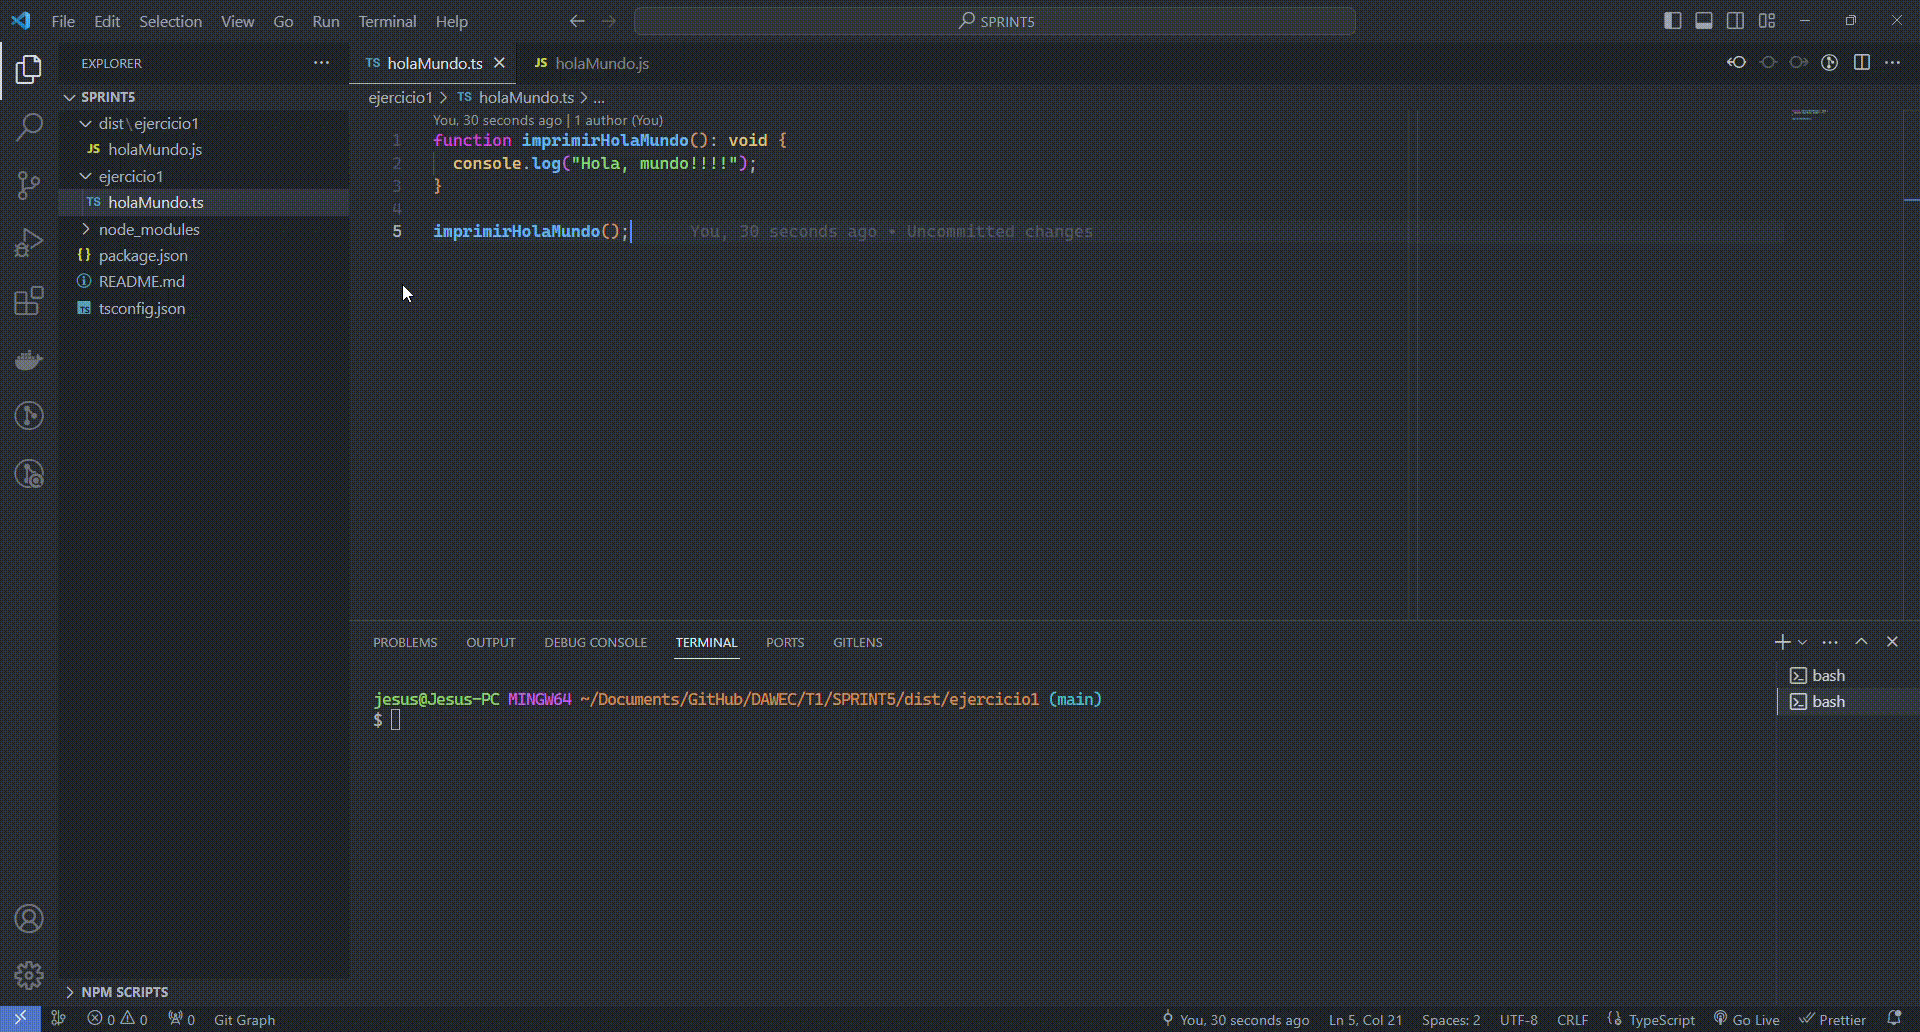 File Edit Selection View Go Run Terminal Help
SPRINT5
EXPLORER
SPRINT5
dist\ejercicio1
JS holaMundo.js
ejercicio1
TS holaMundo.ts
node_modules
{} package.json
README.md
TS tsconfig.json
NPM SCRIPTS
TS holaMundo.ts JS holaMundo.js
ejercicio1 > TS holaMundo.ts > ...
You, 30 seconds ago | 1 author (You)
1 function imprimirHolaMundo(): void {
2 console.log("Hola, mundo!!!!");
3 }
4
5 imprimirHolaMundo(); You, 30 seconds ago • Uncommitted changes
PROBLEMS OUTPUT DEBUG CONSOLE TERMINAL PORTS GITLENS
jesus@Jesus-PC MINGW64 ~/Documents/GitHub/DAWEC/T1/SPRINT5/dist/ejercicio1 (main)
$
bash
bash
0 0 0 Git Graph You, 30 seconds ago Ln 5, Col 21 Spaces: 2 UTF-8 CRLF TypeScript Go Live Prettier